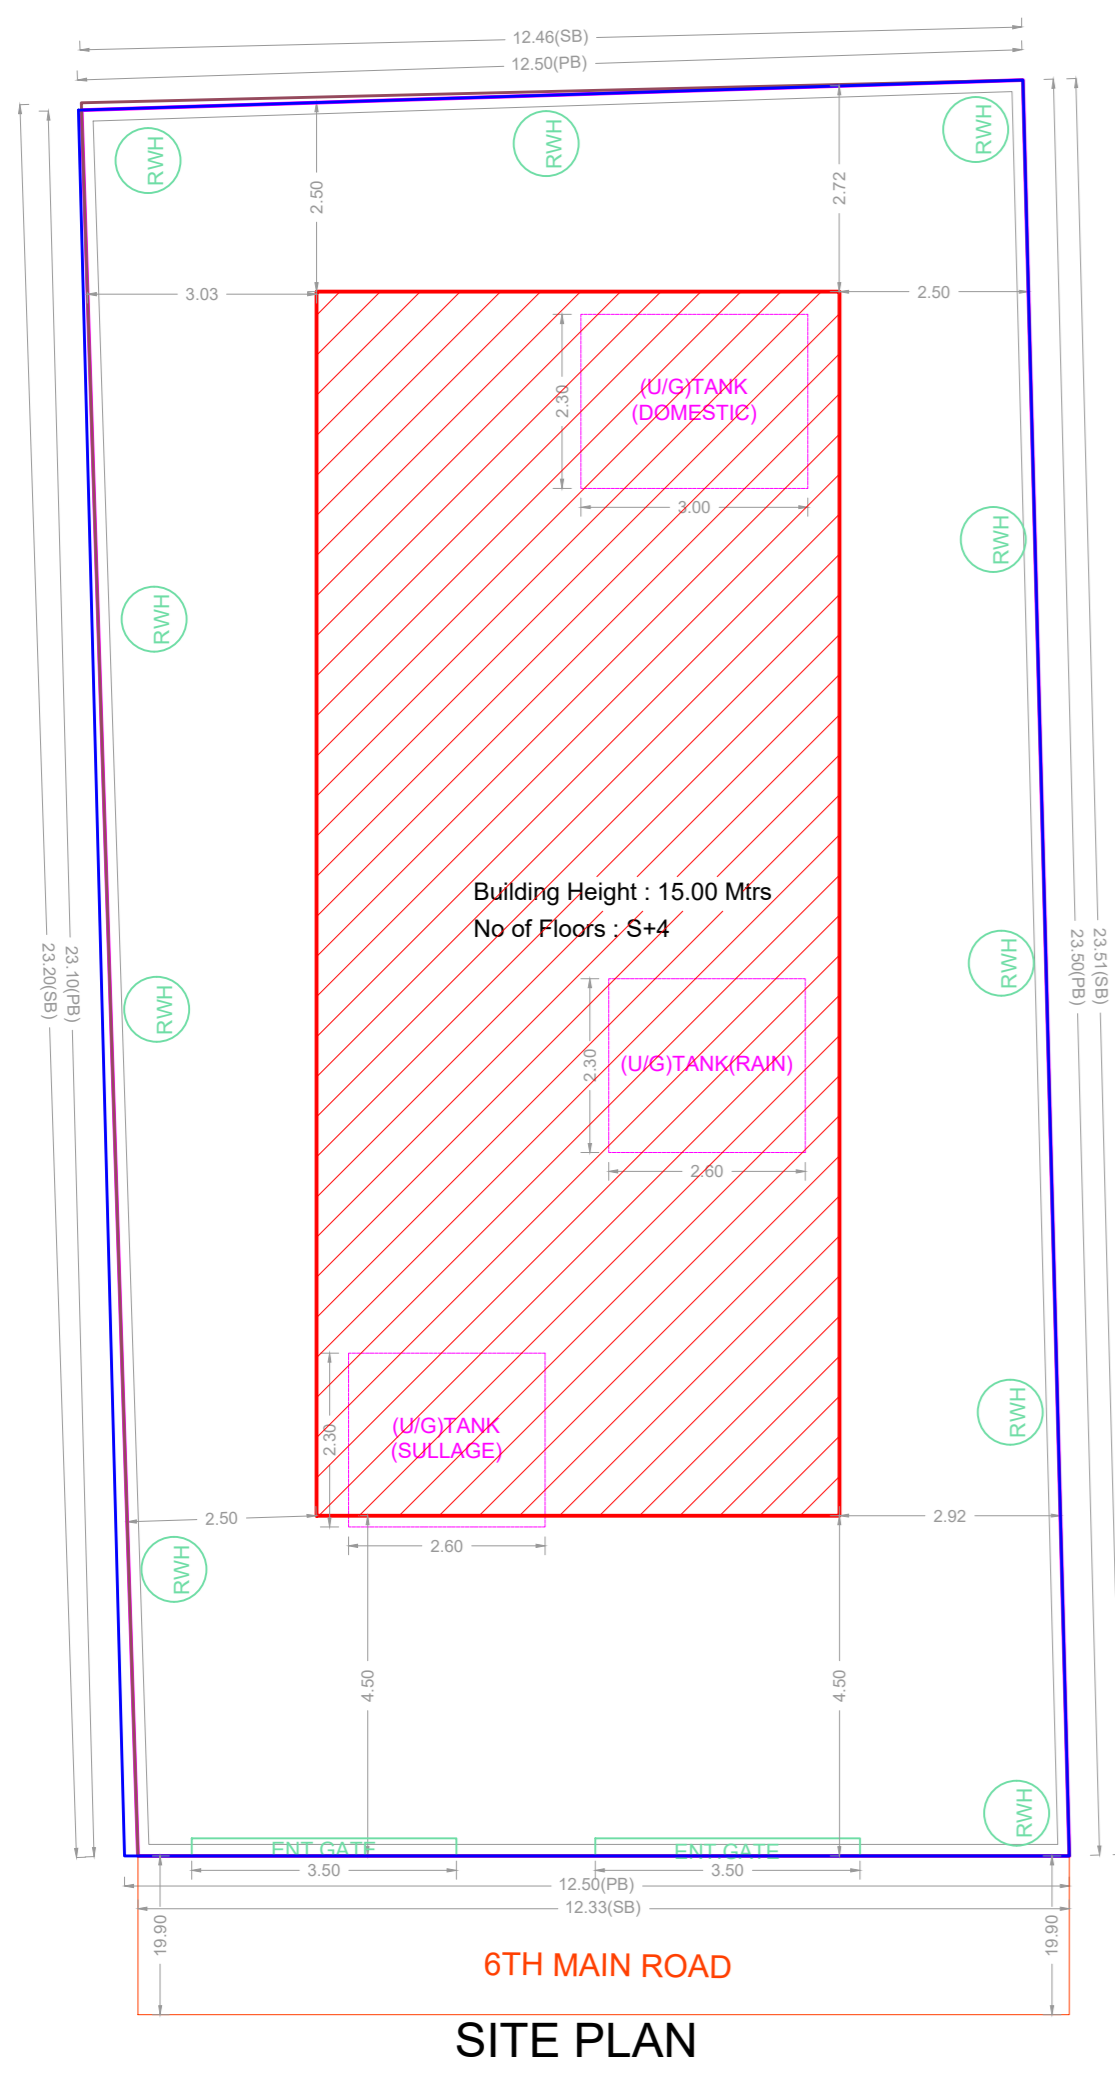 12.46(SB)
12.50(PB)
RWH
RWH
RWH
2.50
2.72
3.03
2.50
(U/G)TANK
(DOMESTIC)
2.30
3.00
RWH
RWH
Building Height : 15.00 Mtrs
No of Floors : S+4
23.20(SB)
23.10(PB)
23.50(PB)
23.51(SB)
RWH
RWH
2.30
(U/G)TANK(RAIN)
2.60
RWH
2.30
(U/G)TANK
(SULLAGE)
2.50
2.92
2.60
RWH
4.50
4.50
RWH
ENT.GATE
ENT.GATE
3.50
3.50
12.50(PB)
12.33(SB)
19.90
19.90
6TH MAIN ROAD
SITE PLAN